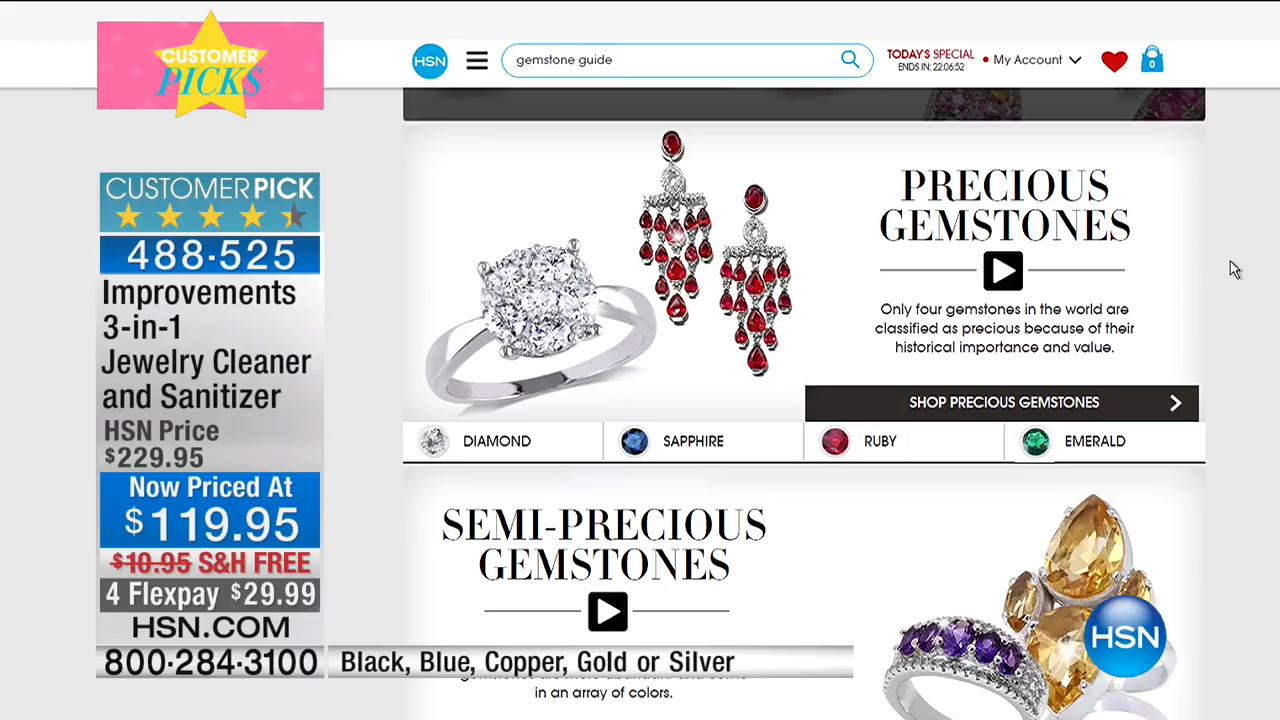 CUSTOMER
PICKS
CUSTOMER PICK
488-525
Improvements
3-in-1
Jewelry Cleaner
and Sanitizer
HSN Price
$229.95
Now Priced At
$119.95
$10.95 S&H FREE
4 Flexpay $29.99
HSN.COM
800-284-3100
Black, Blue, Copper, Gold or Silver
HSN
gemstone guide
TODAY'S SPECIAL
ENDS IN: 22:06:52
My Account
0
PRECIOUS
GEMSTONES
Only four gemstones in the world are
classified as precious because of their
historical importance and value.
SHOP PRECIOUS GEMSTONES
DIAMOND
SAPPHIRE
RUBY
EMERALD
SEMI-PRECIOUS
GEMSTONES
in an array of colors.
HSN